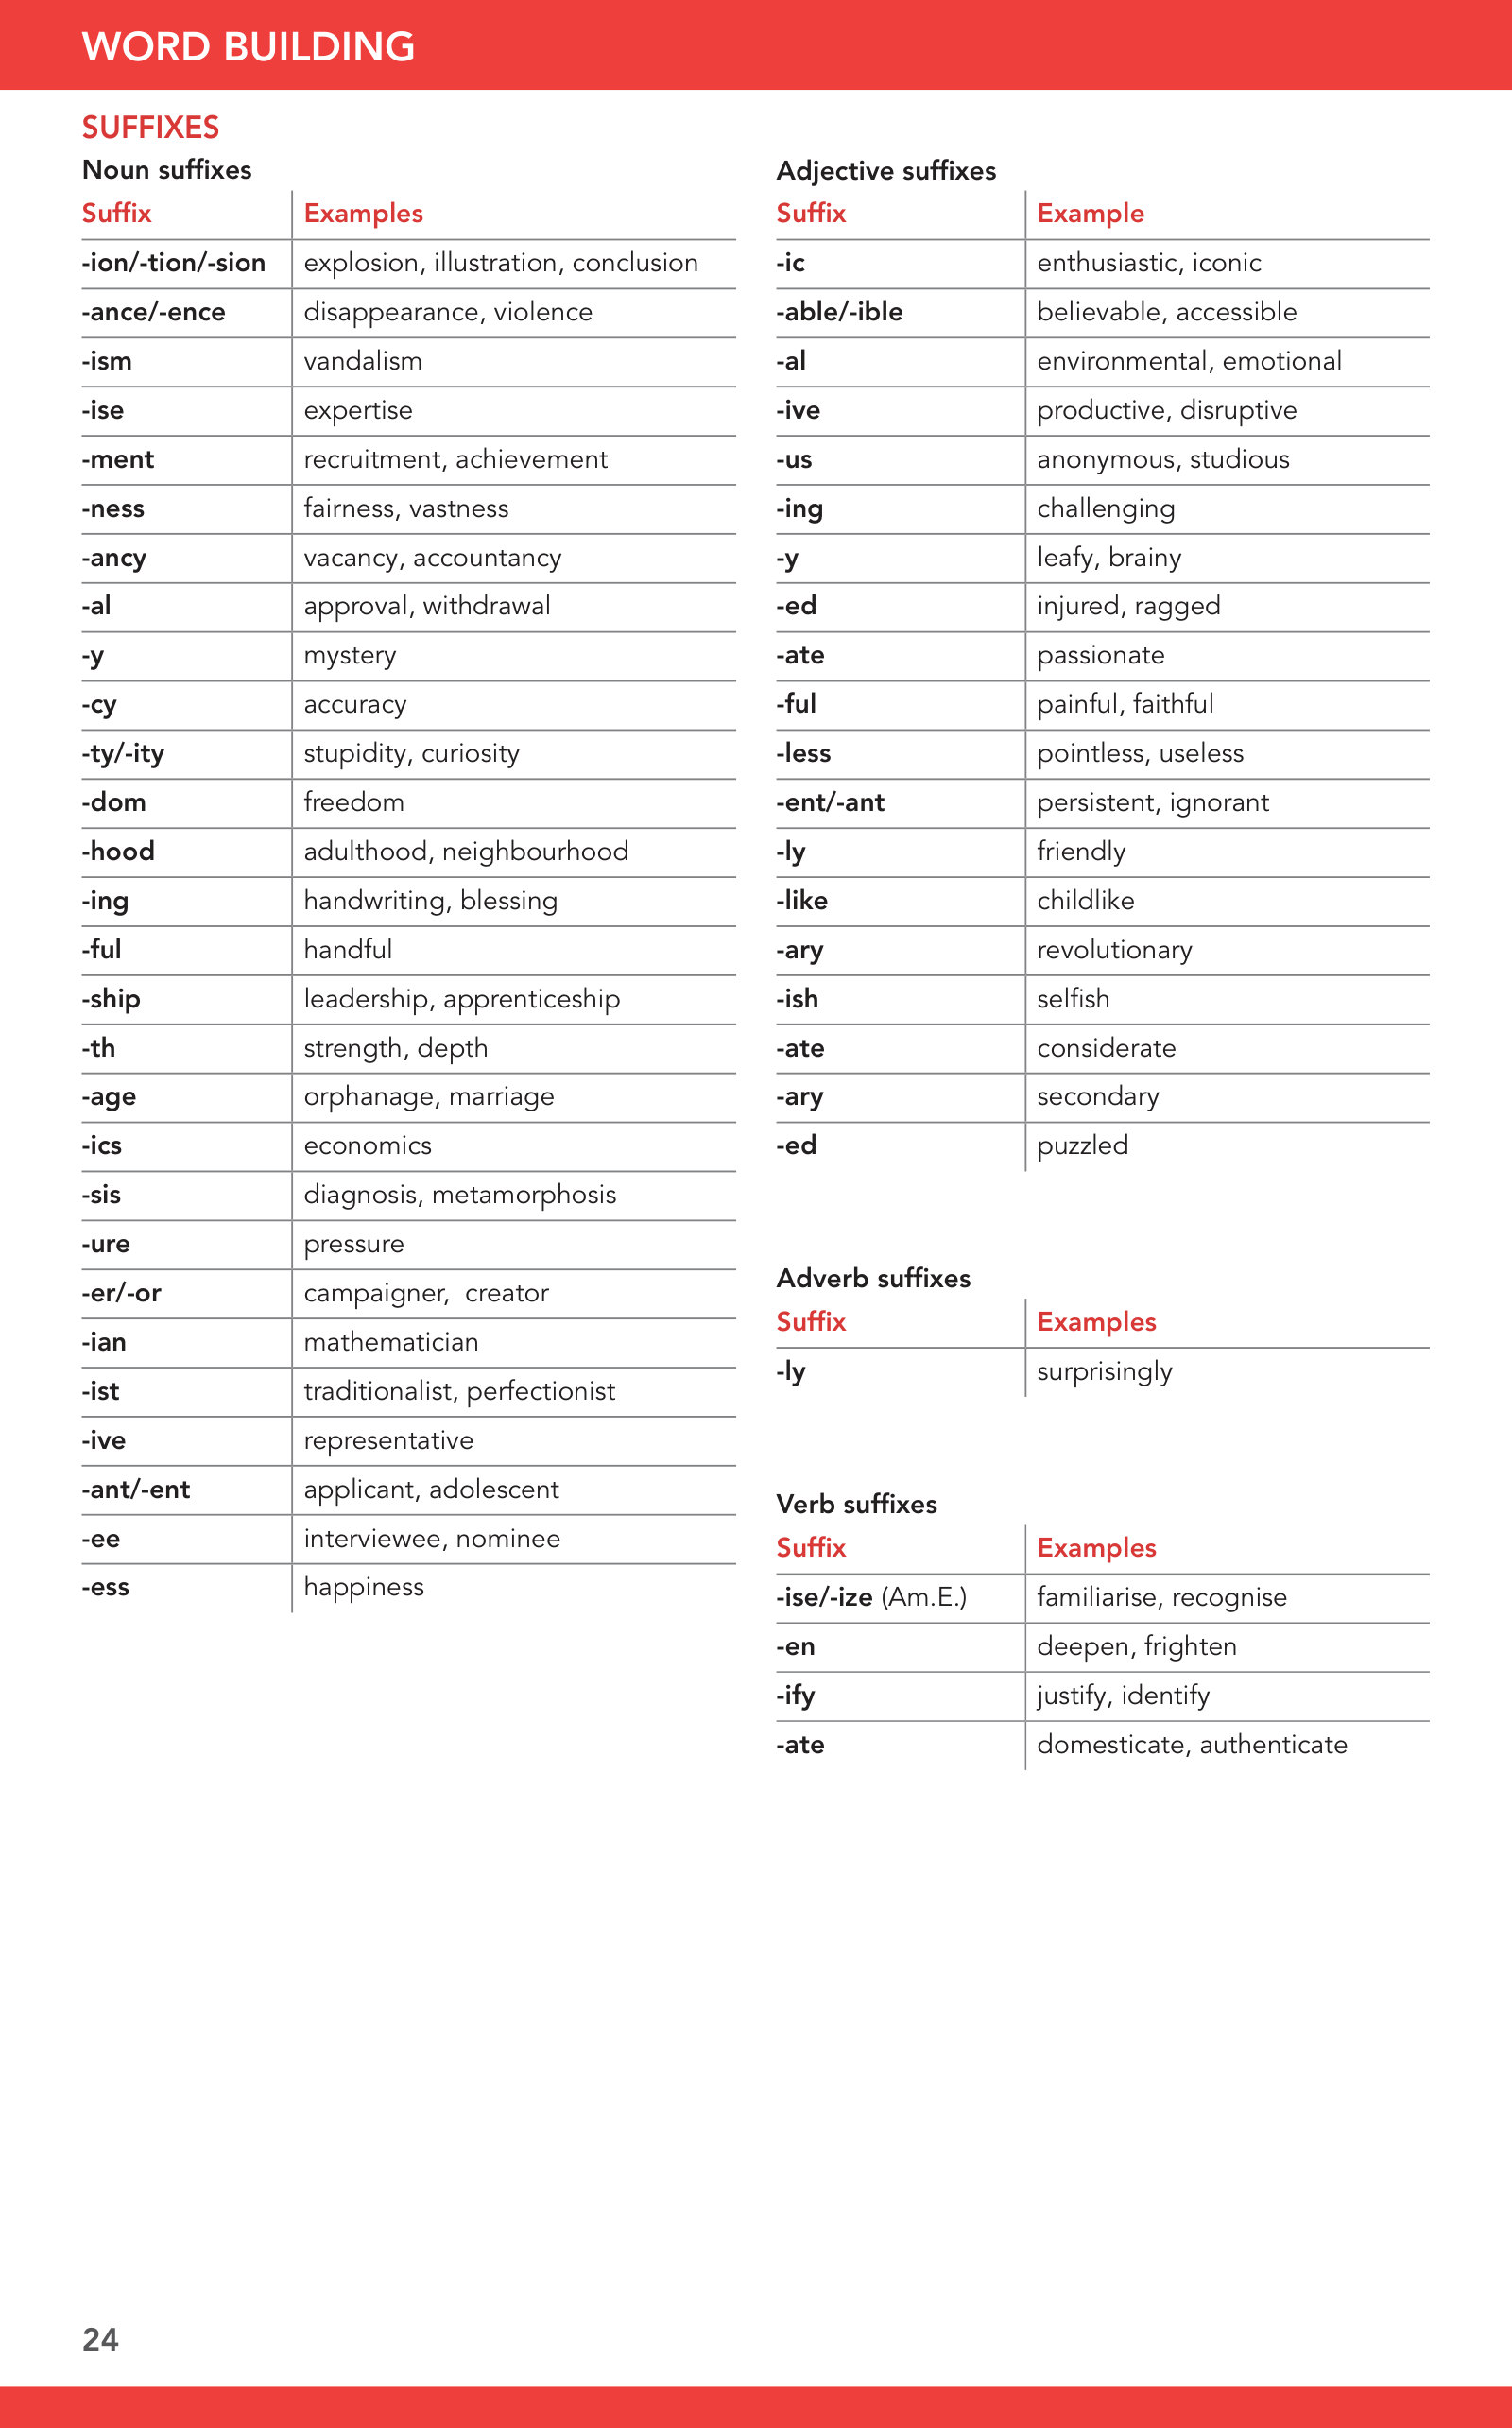 WORD BUILDING
SUFFIXES
Noun suffixes
Suffix Examples
-ion/-tion/-sion explosion, illustration, conclusion
-ance/-ence disappearance, violence
-ism vandalism
-ise expertise
-ment recruitment, achievement
-ness fairness, vastness
-ancy vacancy, accountancy
-al approval, withdrawal
-y mystery
-cy accuracy
-ty/-ity stupidity, curiosity
-dom freedom
-hood adulthood, neighbourhood
-ing handwriting, blessing
-ful handful
-ship leadership, apprenticeship
-th strength, depth
-age orphanage, marriage
-ics economics
-sis diagnosis, metamorphosis
-ure pressure
-er/-or campaigner, creator
-ian mathematician
-ist traditionalist, perfectionist
-ive representative
-ant/-ent applicant, adolescent
-ee interviewee, nominee
-ess happiness
Adjective suffixes
Suffix Example
-ic enthusiastic, iconic
-able/-ible believable, accessible
-al environmental, emotional
-ive productive, disruptive
-us anonymous, studious
-ing challenging
-y leafy, brainy
-ed injured, ragged
-ate passionate
-ful painful, faithful
-less pointless, useless
-ent/-ant persistent, ignorant
-ly friendly
-like childlike
-ary revolutionary
-ish selfish
-ate considerate
-ary secondary
-ed puzzled
Adverb suffixes
Suffix Examples
-ly surprisingly
Verb suffixes
Suffix Examples
-ise/-ize (Am.E.) familiarise, recognise
-en deepen, frighten
-ify justify, identify
-ate domesticate, authenticate
24